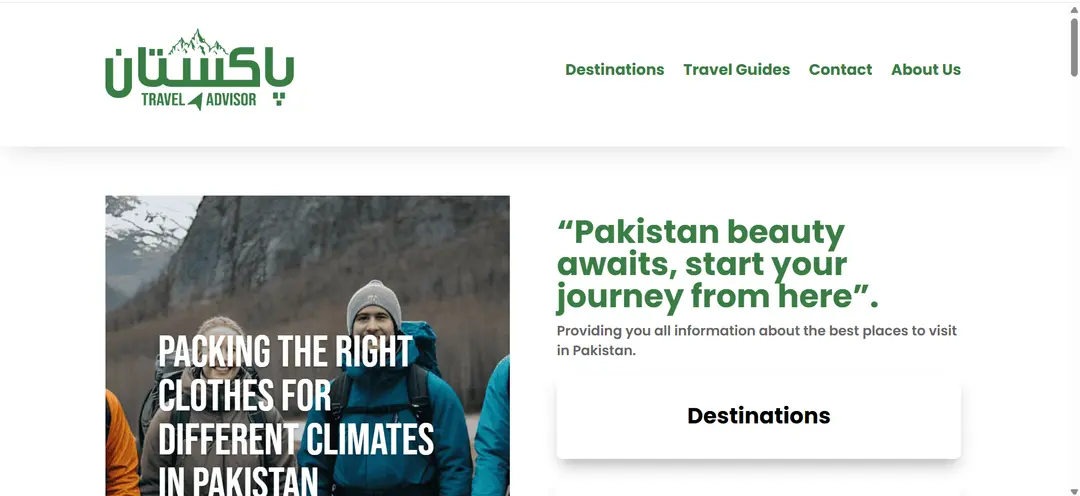 پاکستان
TRAVEL ADVISOR
Destinations Travel Guides Contact About Us
PACKING THE RIGHT
CLOTHES FOR
DIFFERENT CLIMATES
IN PAKISTAN
“Pakistan beauty
awaits, start your
journey from here”.
Providing you all information about the best places to visit
in Pakistan.
Destinations